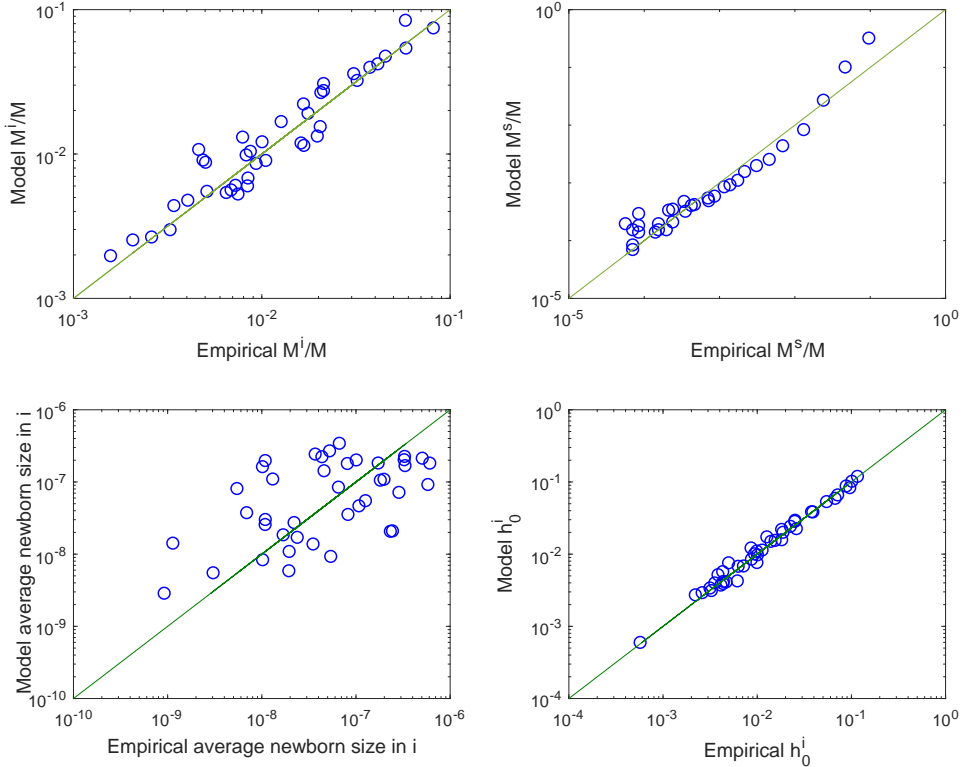 10^-1
10^-2
10^-3
10^-3 10^-2 10^-1
Model M^i/M
Empirical M^i/M
10^0
10^-5
10^-5 10^0
Model M^s/M
Empirical M^s/M
10^-6
10^-7
10^-8
10^-9
10^-10
10^-10 10^-9 10^-8 10^-7 10^-6
Model average newborn size in i
Empirical average newborn size in i
10^0
10^-1
10^-2
10^-3
10^-4
10^-4 10^-3 10^-2 10^-1 10^0
Model h_0^i
Empirical h_0^i